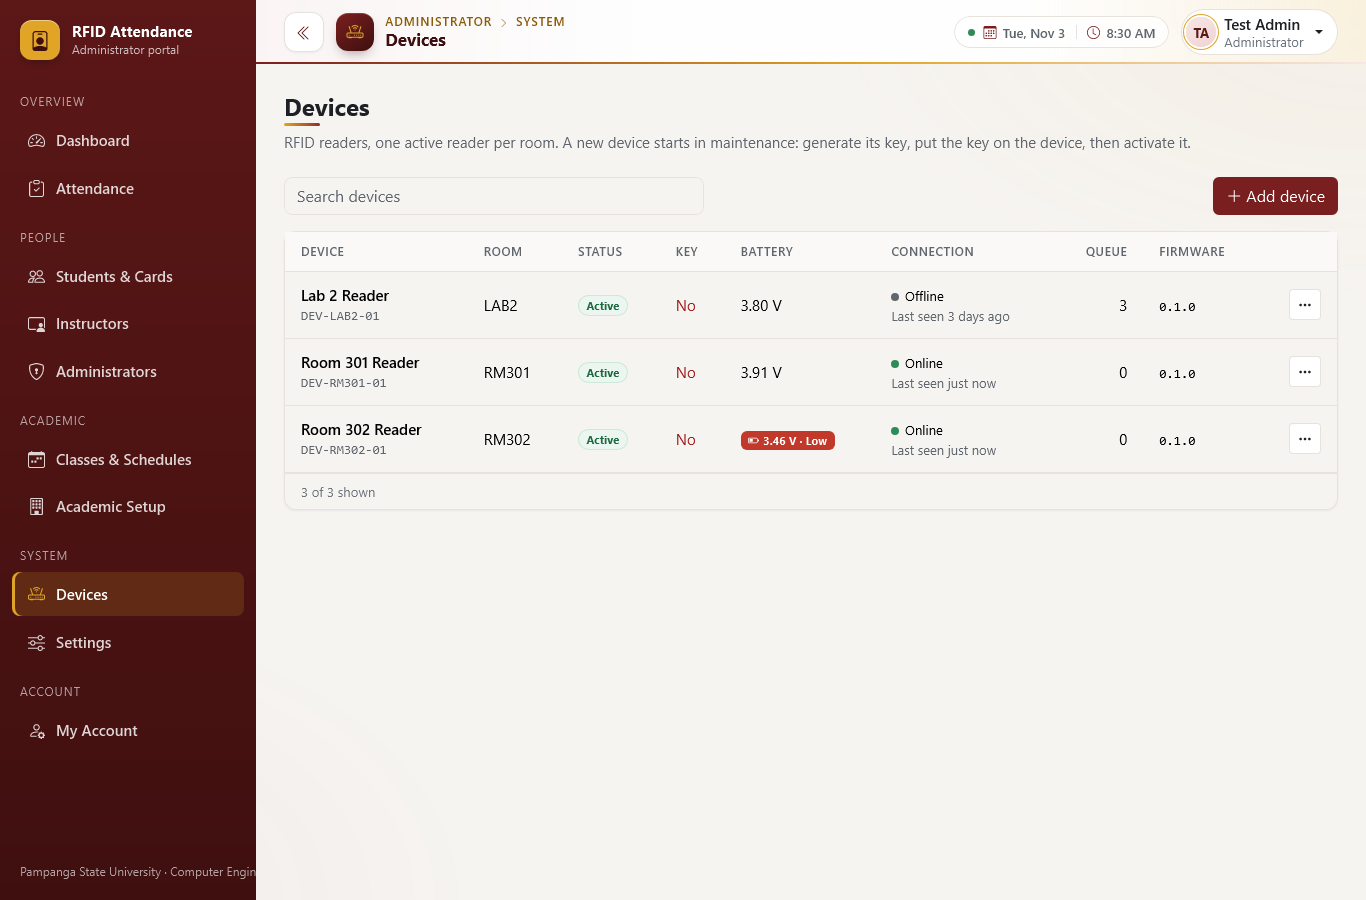 RFID Attendance
Administrator portal
OVERVIEW
Dashboard
Attendance
PEOPLE
Students & Cards
Instructors
Administrators
ACADEMIC
Classes & Schedules
Academic Setup
SYSTEM
Devices
Settings
ACCOUNT
My Account
Pampanga State University · Computer Engin
ADMINISTRATOR > SYSTEM
Devices
Tue, Nov 3 8:30 AM
TA Test Admin
Administrator
Devices
RFID readers, one active reader per room. A new device starts in maintenance: generate its key, put the key on the device, then activate it.
Search devices
+ Add device
DEVICE ROOM STATUS KEY BATTERY CONNECTION QUEUE FIRMWARE
Lab 2 Reader
DEV-LAB2-01
LAB2 Active No 3.80 V
Offline
Last seen 3 days ago
3 0.1.0 ...
Room 301 Reader
DEV-RM301-01
RM301 Active No 3.91 V
Online
Last seen just now
0 0.1.0 ...
Room 302 Reader
DEV-RM302-01
RM302 Active No 3.46 V · Low
Online
Last seen just now
0 0.1.0 ...
3 of 3 shown